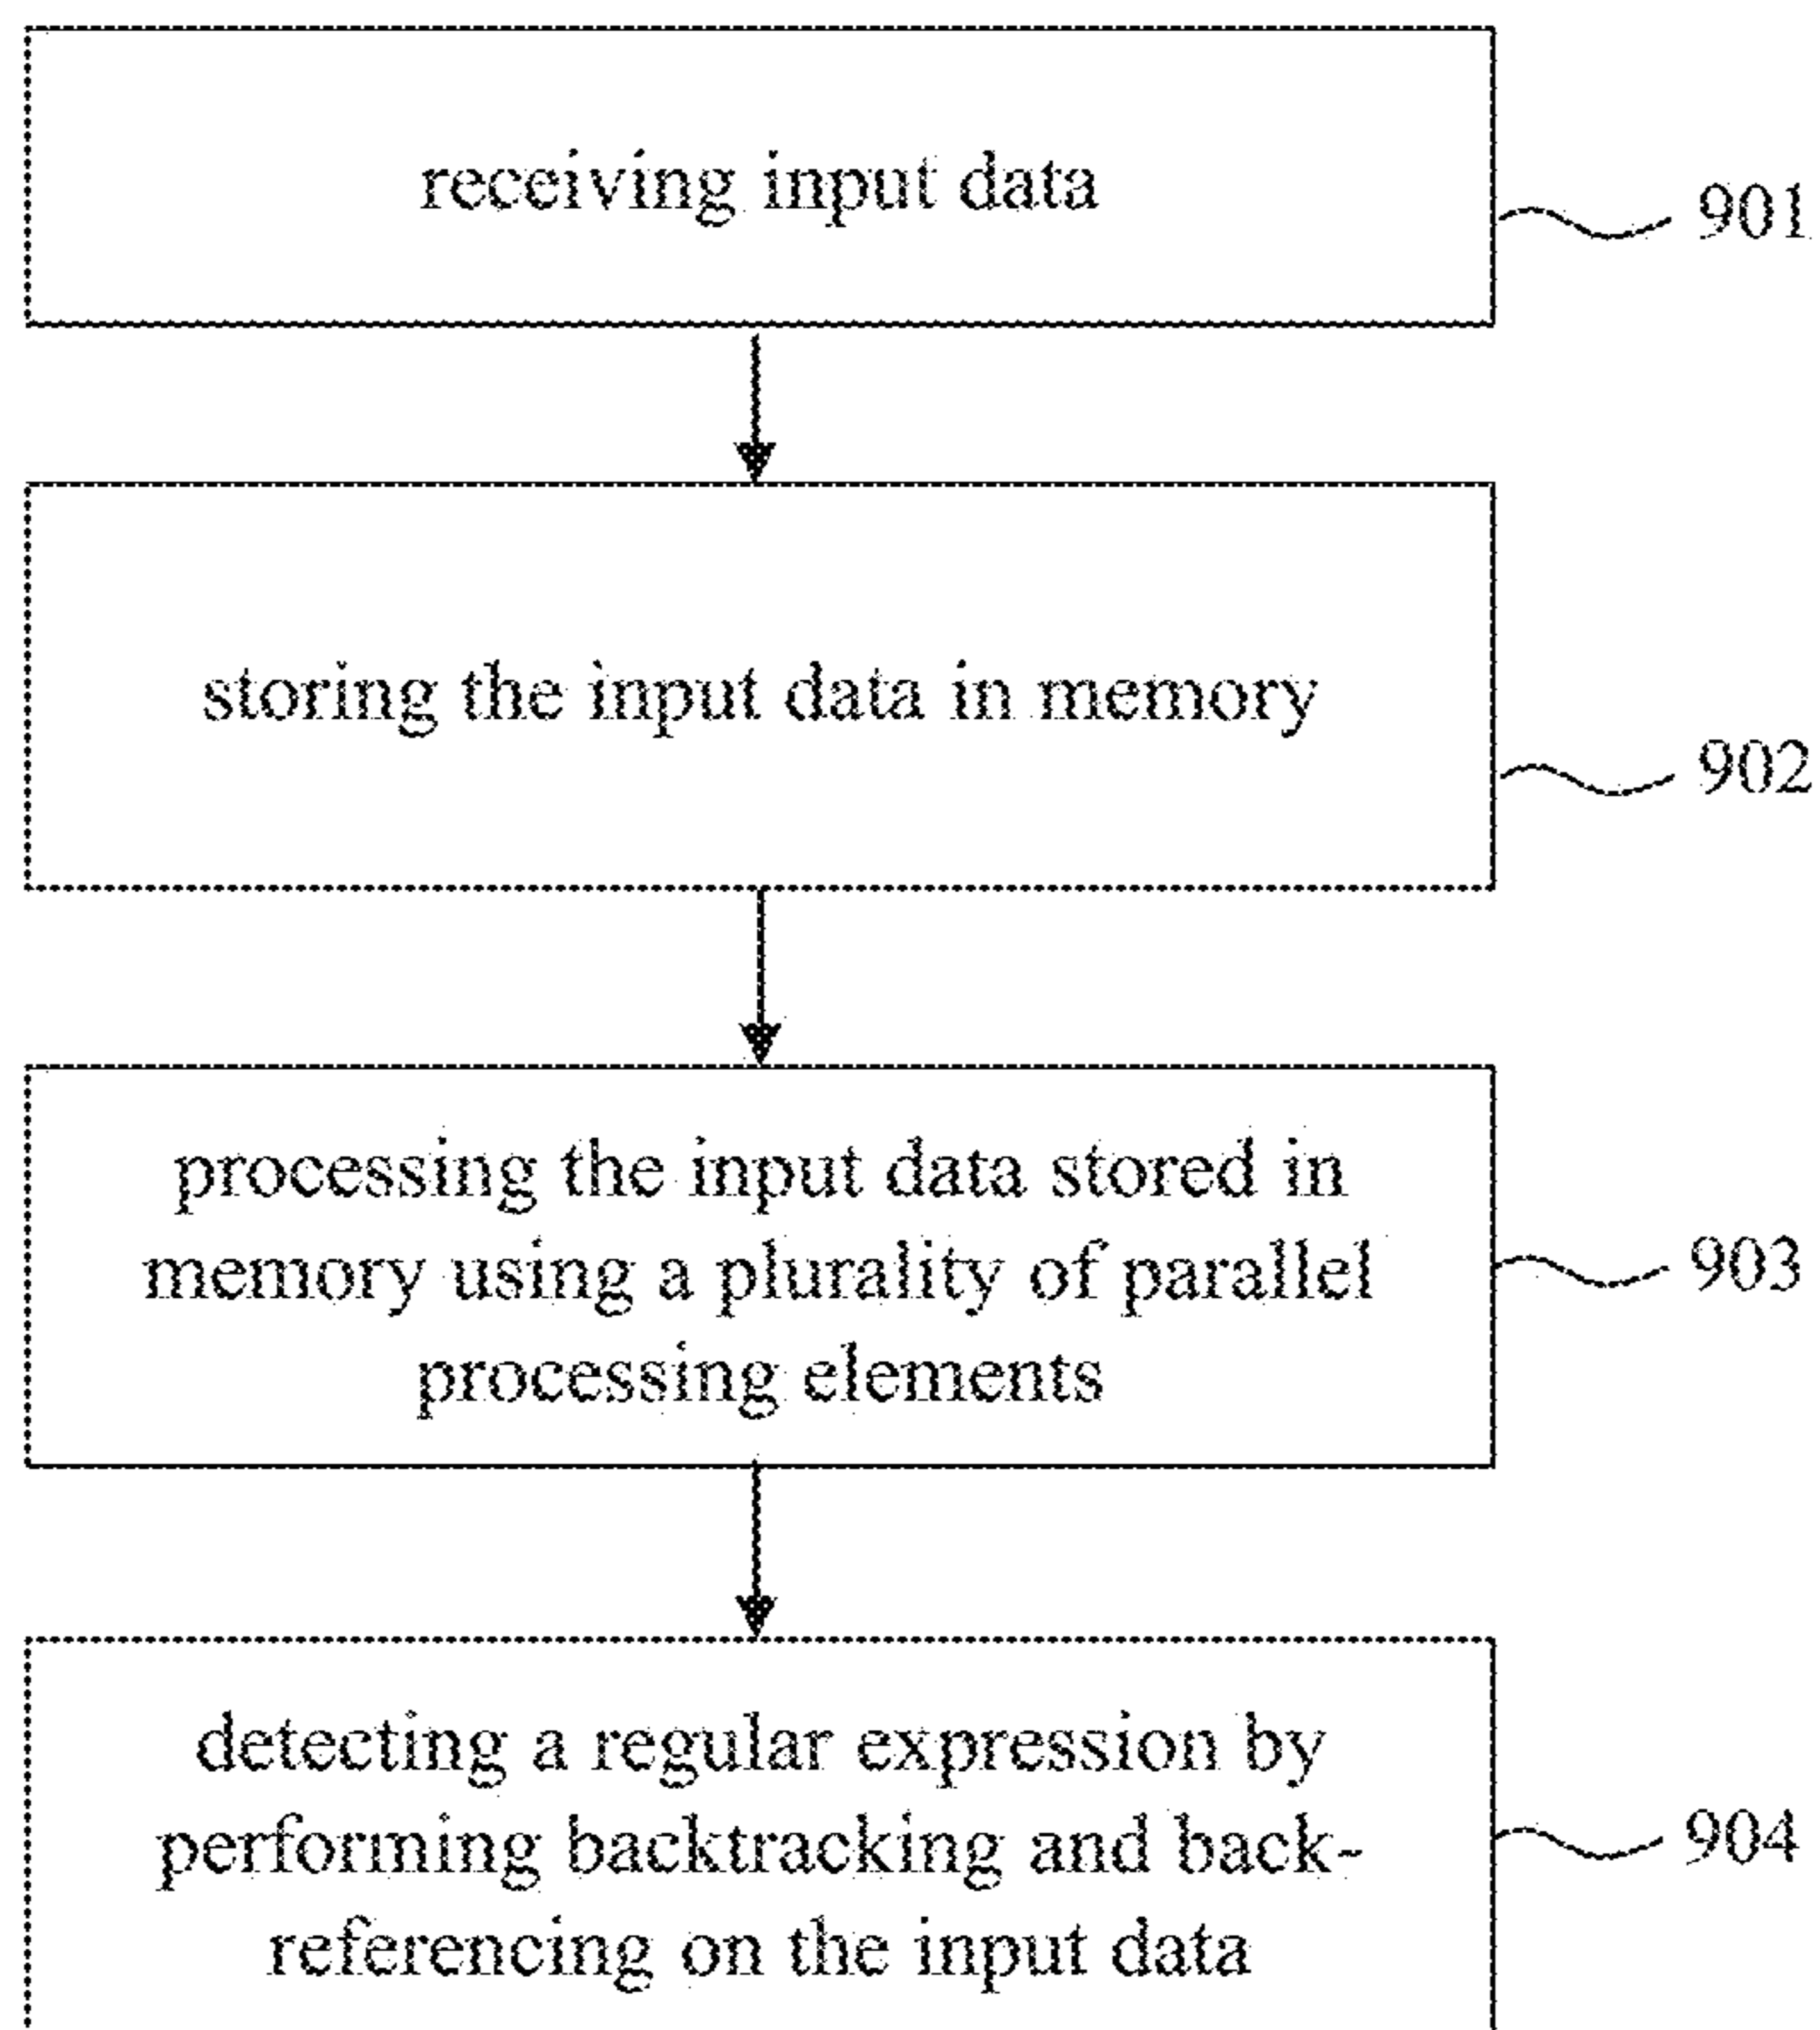 receiving input data
901
storing the input data in memory
902
processing the input data stored in
memory using a plurality of parallel
processing elements
903
detecting a regular expression by
performing backtracking and back-
referencing on the input data
904